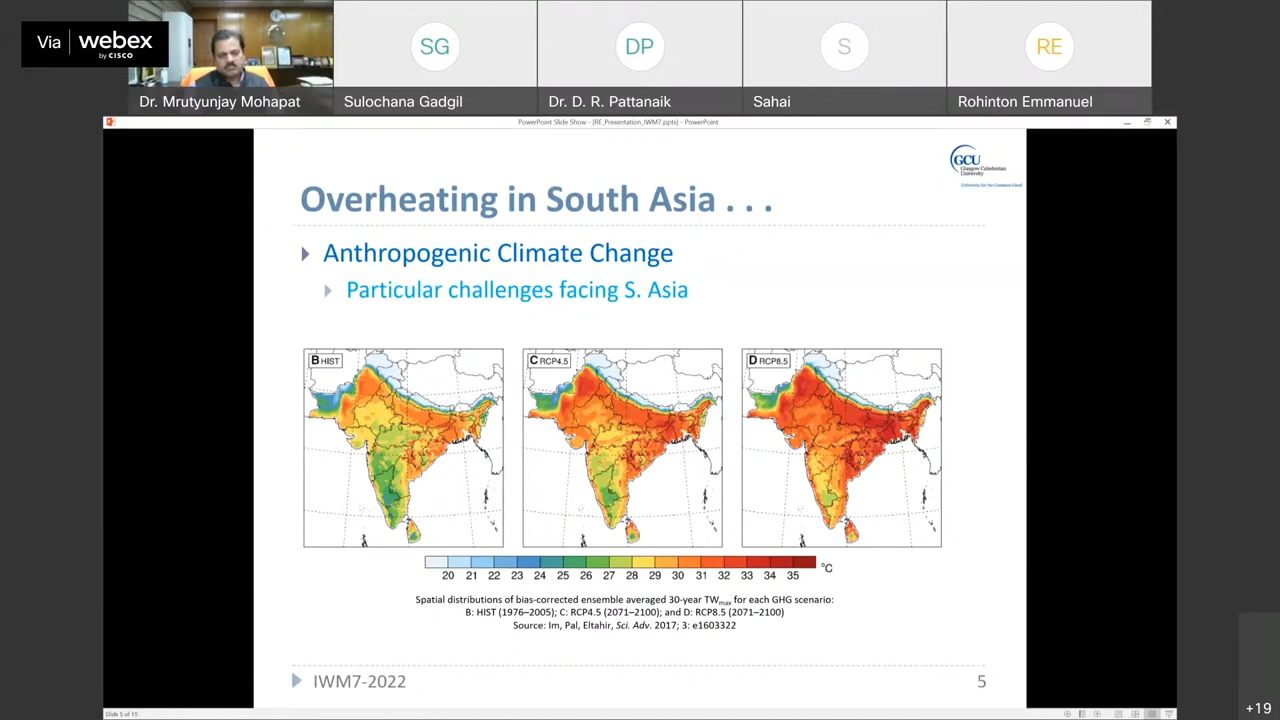 Via webex
by CISCO
SG
DP
S
RE
Dr. Mrutyunjay Mohapat
Sulochana Gadgil
Dr. D. R. Pattanaik
Sahai
Rohinton Emmanuel
PowerPoint Slide Show - [RE_Presentation_IWM7.pptx] - PowerPoint
GCU
Glasgow Caledonian
University
University for the Common Good
Overheating in South Asia . . .
Anthropogenic Climate Change
Particular challenges facing S. Asia
B HIST
C RCP4.5
D RCP8.5
20 21 22 23 24 25 26 27 28 29 30 31 32 33 34 35 °C
Spatial distributions of bias-corrected ensemble averaged 30-year TWmax for each GHG scenario:
B: HIST (1976–2005); C: RCP4.5 (2071–2100); and D: RCP8.5 (2071–2100)
Source: Im, Pal, Eltahir, Sci. Adv. 2017; 3: e1603322
IWM7-2022
5
Slide 5 of 15
+19